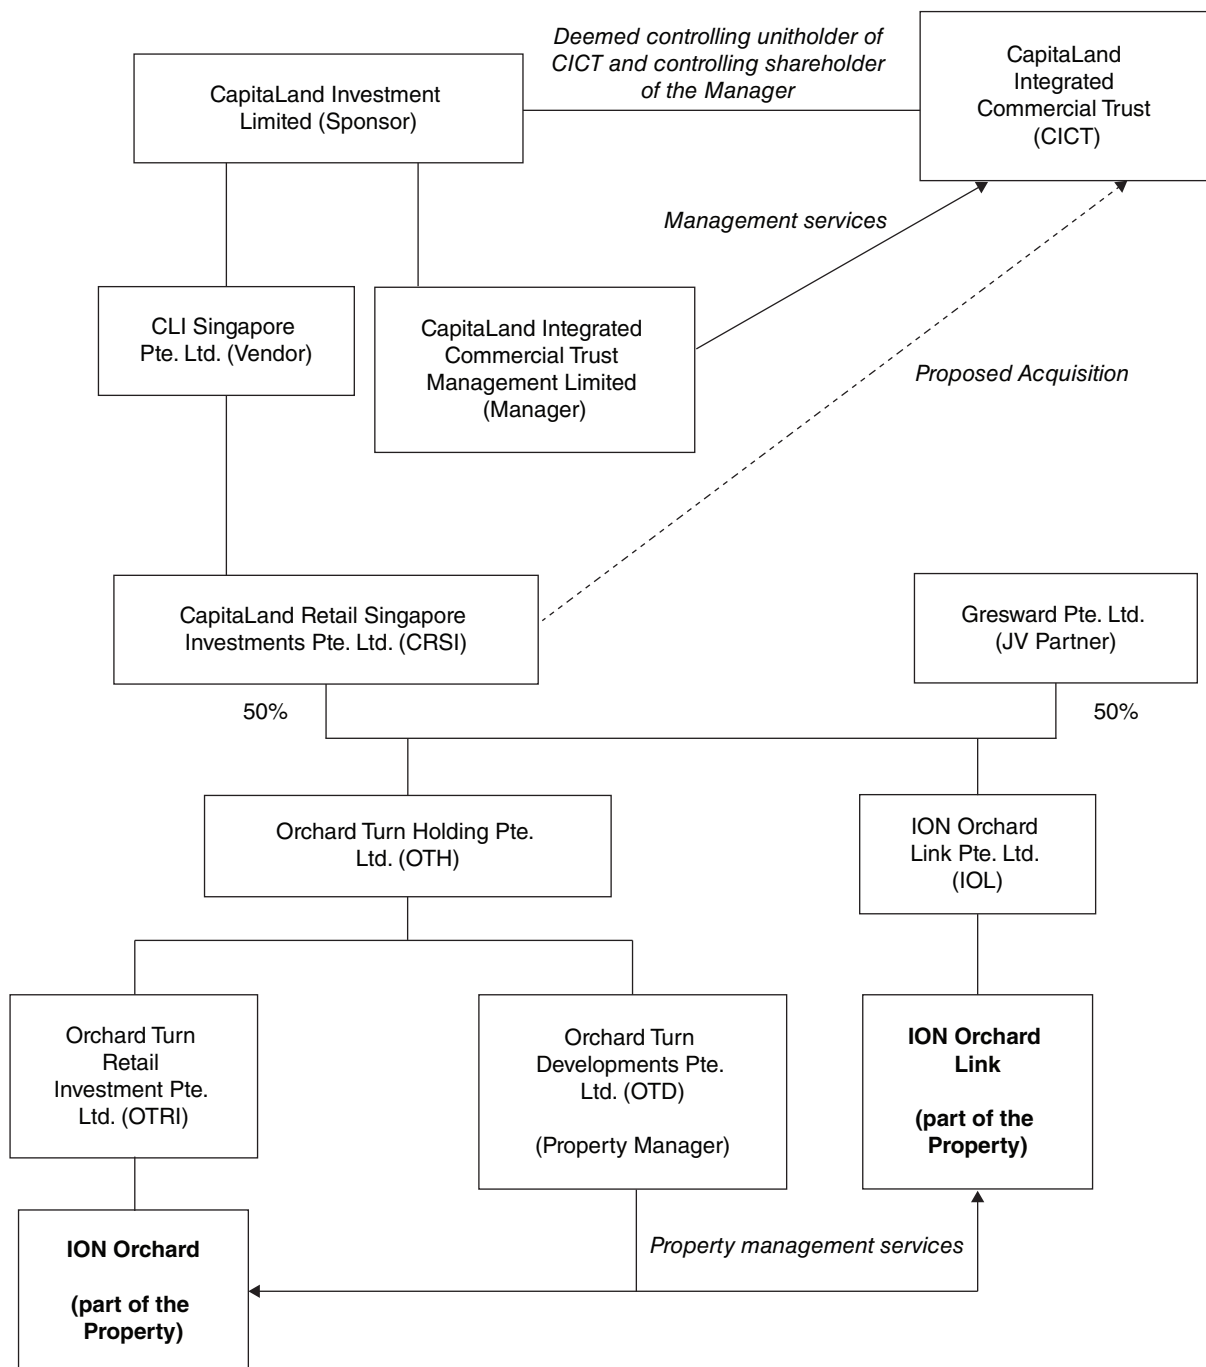 Deemed controlling unitholder of
CICT and controlling shareholder
of the Manager
CapitaLand Investment
Limited (Sponsor)
CapitaLand
Integrated
Commercial Trust
(CICT)
Management services
CLI Singapore
Pte. Ltd. (Vendor)
CapitaLand Integrated
Commercial Trust
Management Limited
(Manager)
Proposed Acquisition
CapitaLand Retail Singapore
Investments Pte. Ltd. (CRSI)
Gresward Pte. Ltd.
(JV Partner)
50%
50%
Orchard Turn Holding Pte.
Ltd. (OTH)
ION Orchard
Link Pte. Ltd.
(IOL)
Orchard Turn
Retail
Investment Pte.
Ltd. (OTRI)
Orchard Turn
Developments Pte.
Ltd. (OTD)
(Property Manager)
ION Orchard
Link
(part of the
Property)
ION Orchard
(part of the
Property)
Property management services